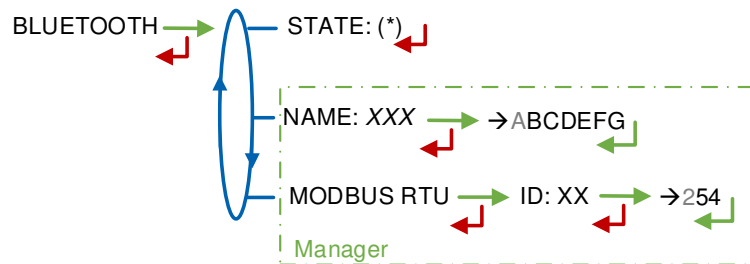 BLUETOOTH STATE: (*)
NAME: XXX →ABCDEFG
MODBUS RTU ID: XX →254
Manager